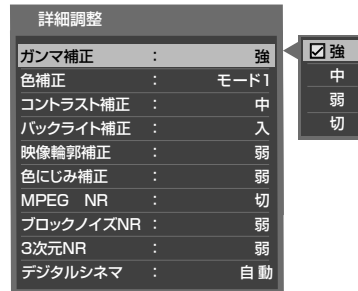 詳細調整
ガンマ補正 : 強
色補正 : モード1
コントラスト補正 : 中
バックライト補正 : 入
映像輪郭補正 : 弱
色にじみ補正 : 弱
MPEG NR : 切
ブロックノイズNR : 弱
3次元NR : 弱
デジタルシネマ : 自動
強
中
弱
切